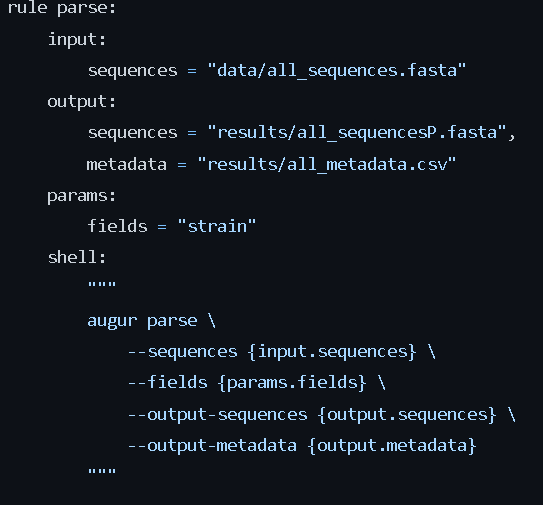 rule parse:
    input:
        sequences = "data/all_sequences.fasta"
    output:
        sequences = "results/all_sequencesP.fasta",
        metadata = "results/all_metadata.csv"
    params:
        fields = "strain"
    shell:
        """
        augur parse \
            --sequences {input.sequences} \
            --fields {params.fields} \
            --output-sequences {output.sequences} \
            --output-metadata {output.metadata}
        """